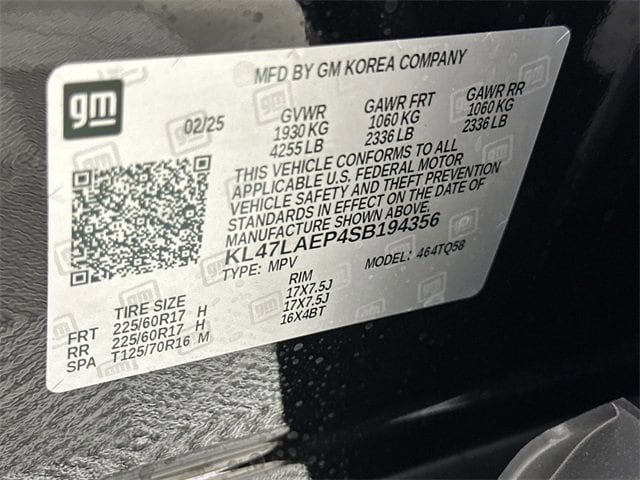 MFD BY GM KOREA COMPANY
gm
02/25
GVWR
1930 KG
4255 LB
GAWR FRT
1060 KG
2336 LB
GAWR RR
1060 KG
2336 LB
THIS VEHICLE CONFORMS TO ALL
APPLICABLE U.S. FEDERAL MOTOR
VEHICLE SAFETY AND THEFT PREVENTION
STANDARDS IN EFFECT ON THE DATE OF
MANUFACTURE SHOWN ABOVE.
KL47LAEP4SB194356
TYPE: MPV
MODEL: 464TQ58
TIRE SIZE RIM
FRT 225/60R17 H 17X7.5J
RR 225/60R17 H 17X7.5J
SPA T125/70R16 M 16X4BT